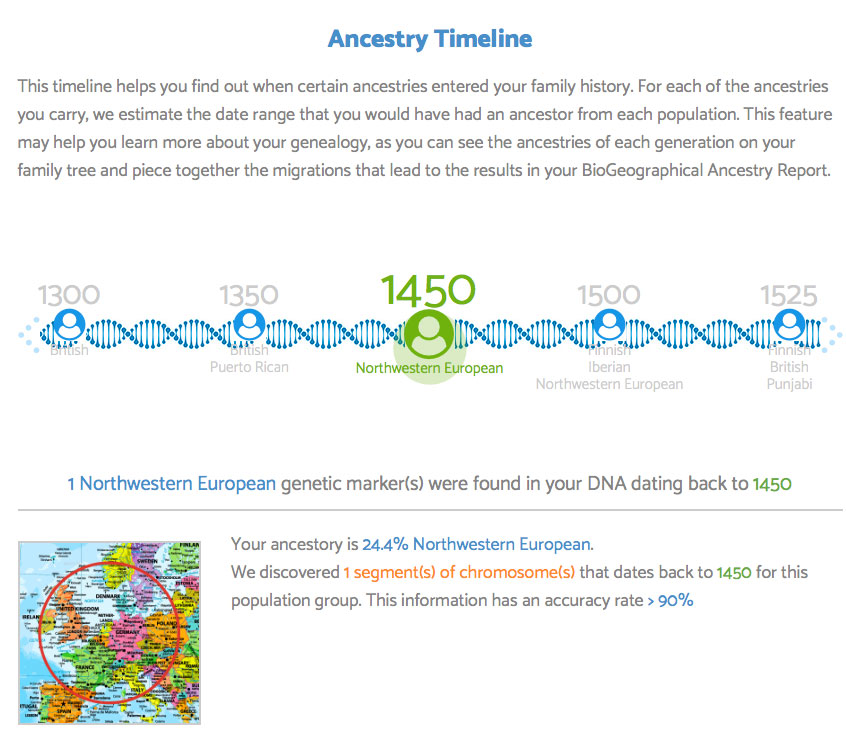 Ancestry Timeline
This timeline helps you find out when certain ancestries entered your family history. For each of the ancestries
you carry, we estimate the date range that you would have had an ancestor from each population. This feature
may help you learn more about your genealogy, as you can see the ancestries of each generation on your
family tree and piece together the migrations that lead to the results in your BioGeographical Ancestry Report.
1300
1350
1450
1500
1525
British
British
Puerto Rican
Northwestern European
Finnish
Iberian
Northwestern European
Finnish
British
Punjabi
1 Northwestern European genetic marker(s) were found in your DNA dating back to 1450
Your ancestory is 24.4% Northwestern European.
We discovered 1 segment(s) of chromosome(s) that dates back to 1450 for this
population group. This information has an accuracy rate > 90%
FINLAN
SWEDEN
DENMARK
UNITED KINGDOM
IRELAN
NETHER-
LANDS
GERMANY
POLAND
FRANCE
ITALY
SPAIN